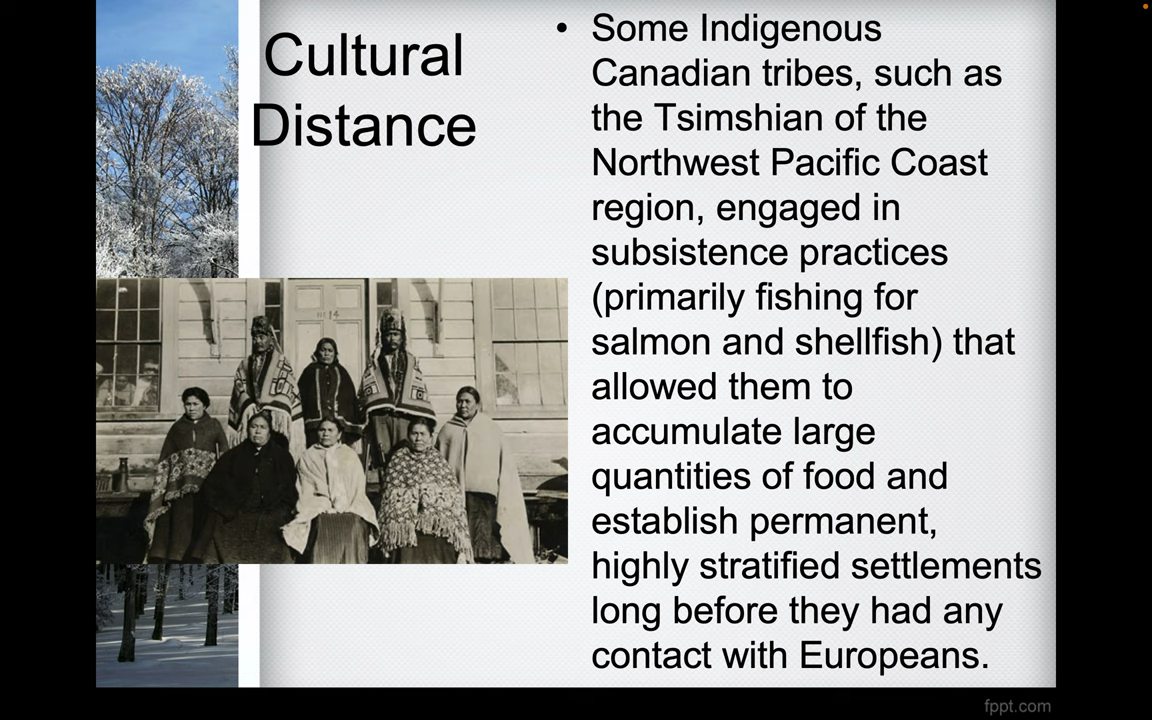 Cultural
Distance
• Some Indigenous
Canadian tribes, such as
the Tsimshian of the
Northwest Pacific Coast
region, engaged in
subsistence practices
(primarily fishing for
salmon and shellfish) that
allowed them to
accumulate large
quantities of food and
establish permanent,
highly stratified settlements
long before they had any
contact with Europeans.
fppt.com